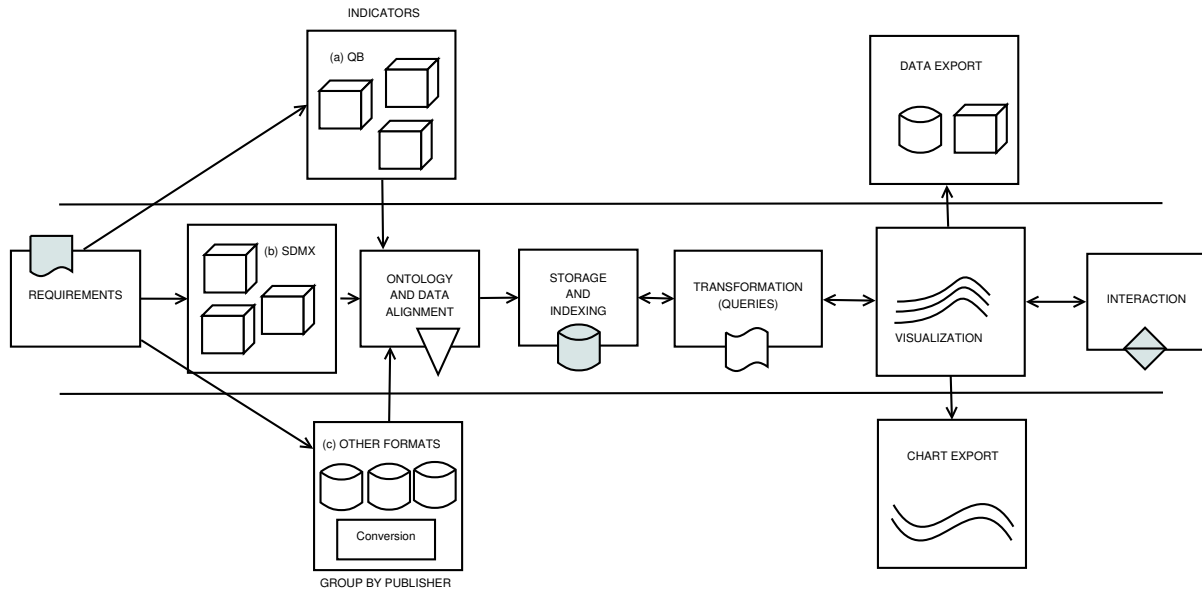 INDICATORS
(a) QB
DATA EXPORT
REQUIREMENTS
(b) SDMX
ONTOLOGY
AND DATA
ALIGNMENT
STORAGE
AND
INDEXING
TRANSFORMATION
(QUERIES)
VISUALIZATION
INTERACTION
(c) OTHER FORMATS
Conversion
GROUP BY PUBLISHER
CHART EXPORT